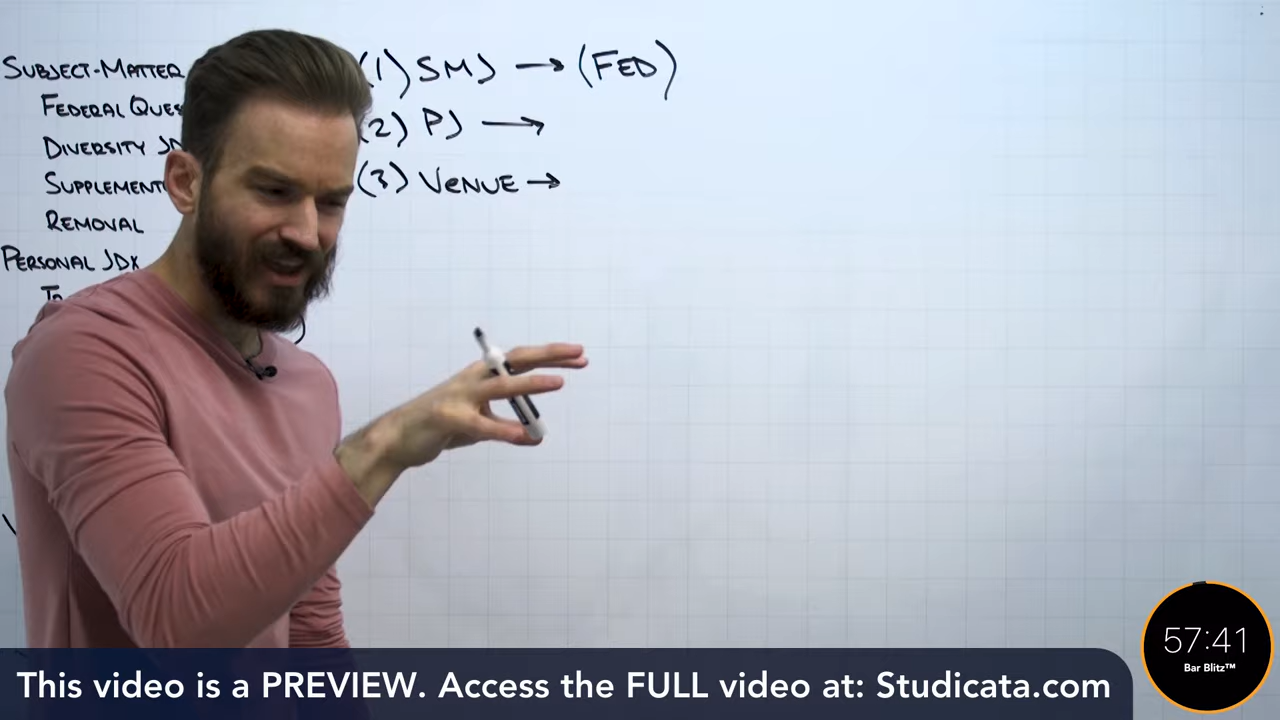 SUBJECT-MATTER
FEDERAL QUES
DIVERSITY JD
SUPPLEMENT
REMOVAL
PERSONAL JDX
(1) SMJ → (FED)
(2) PJ →
(3) VENUE →
57:41
Bar Blitz™
This video is a PREVIEW. Access the FULL video at: Studicata.com